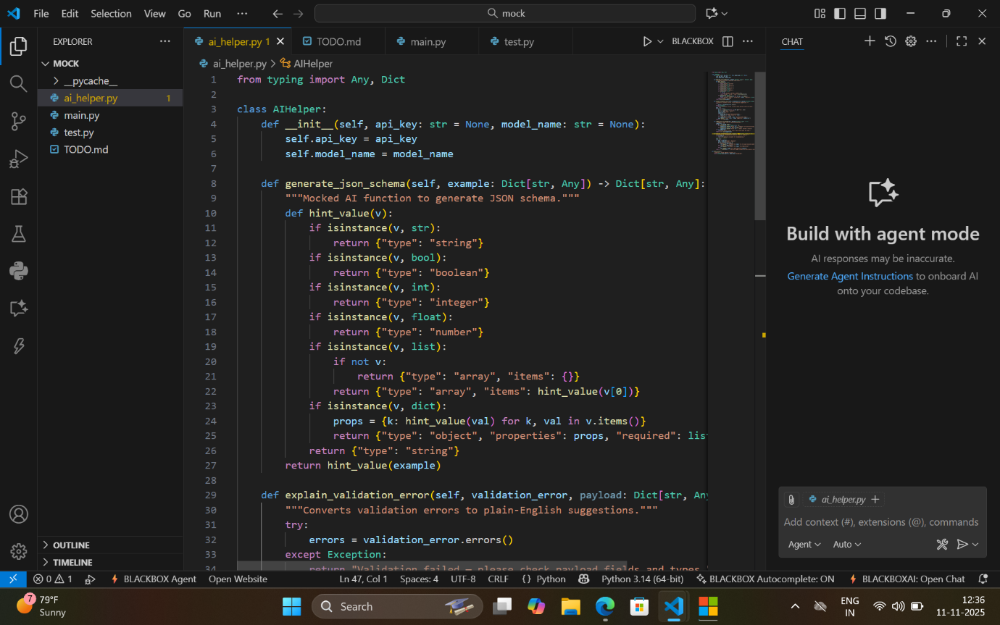 File Edit Selection View Go Run ··· mock
EXPLORER
MOCK
__pycache__
ai_helper.py 1
main.py
test.py
TODO.md
OUTLINE
TIMELINE
ai_helper.py 1 TODO.md main.py test.py BLACKBOX
ai_helper.py > AIHelper
1 from typing import Any, Dict
2
3 class AIHelper:
4 def __init__(self, api_key: str = None, model_name: str = None):
5 self.api_key = api_key
6 self.model_name = model_name
7
8 def generate_json_schema(self, example: Dict[str, Any]) -> Dict[str, Any]:
9 """Mocked AI function to generate JSON schema."""
10 def hint_value(v):
11 if isinstance(v, str):
12 return {"type": "string"}
13 if isinstance(v, bool):
14 return {"type": "boolean"}
15 if isinstance(v, int):
16 return {"type": "integer"}
17 if isinstance(v, float):
18 return {"type": "number"}
19 if isinstance(v, list):
20 if not v:
21 return {"type": "array", "items": {}}
22 return {"type": "array", "items": hint_value(v[0])}
23 if isinstance(v, dict):
24 props = {k: hint_value(val) for k, val in v.items()}
25 return {"type": "object", "properties": props, "required": lis
26 return {"type": "string"}
27 return hint_value(example)
28
29 def explain_validation_error(self, validation_error, payload: Dict[str, An
30 """Converts validation errors to plain-English suggestions."""
31 try:
32 errors = validation_error.errors()
33 except Exception:
34 return "Validation failed — please check payload fields and types.
CHAT
Build with agent mode
AI responses may be inaccurate.
Generate Agent Instructions to onboard AI
onto your codebase.
ai_helper.py +
Add context (#), extensions (@), commands
Agent Auto
0 1 BLACKBOX Agent Open Website Ln 47, Col 1 Spaces: 4 UTF-8 CRLF {} Python Python 3.14 (64-bit) BLACKBOX Autocomplete: ON BLACKBOXAI: Open Chat
7 79°F
Sunny
Search
ENG
IN
12:36
11-11-2025